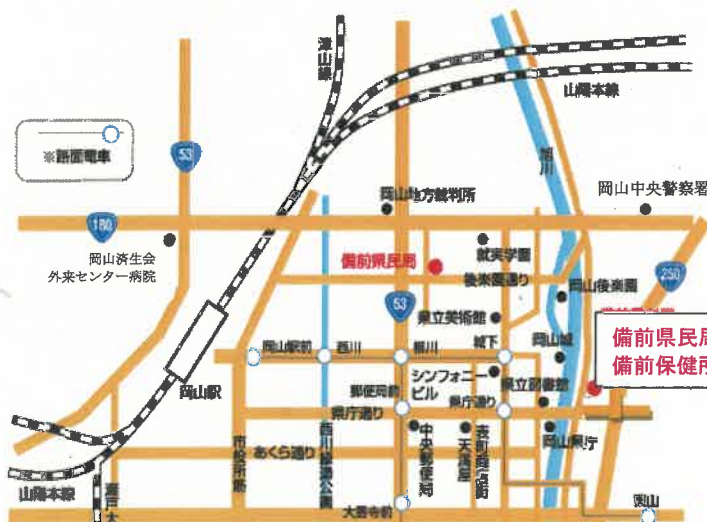 津山線
山陽本線
53
※路面電車
旭川
岡山地方裁判所
岡山中央警察署
180
岡山済生会
外来センター病院
備前県民局
就実学園
後楽園通り
250
53
岡山後楽園
県立美術館
備前県民局
備前保健所
岡山駅前
西川
柳川
城下
岡山城
岡山駅
シンフォニー
ビル
県立図書館
郵便局前
県庁通り
県庁通り
市役所筋
西川緑道公園
あくら通り
中央郵便局
天満屋
表町商店街
岡山県庁
山陽本線
瀬戸大
大雲寺前
東山